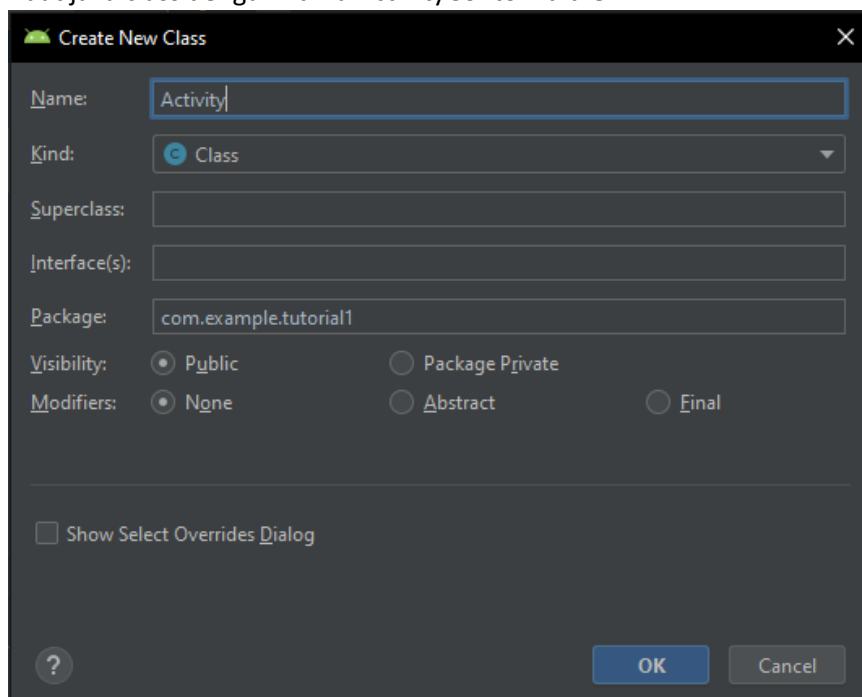 Create New Class
Name: Activity
Kind: Class
Superclass:
Interface(s):
Package: com.example.tutorial1
Visibility: Public Package Private
Modifiers: None Abstract Final
Show Select Overrides Dialog
? OK Cancel